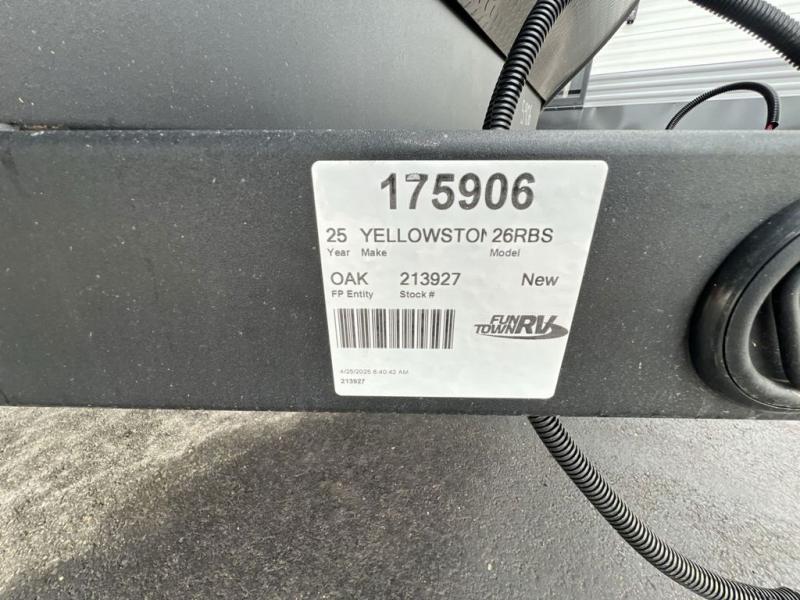 175906
25 YELLOWSTON 26RBS
Year Make Model
OAK 213927 New
FP Entity Stock #
FUN
TOWN RV
4/25/2025 8:40:42 AM
213927